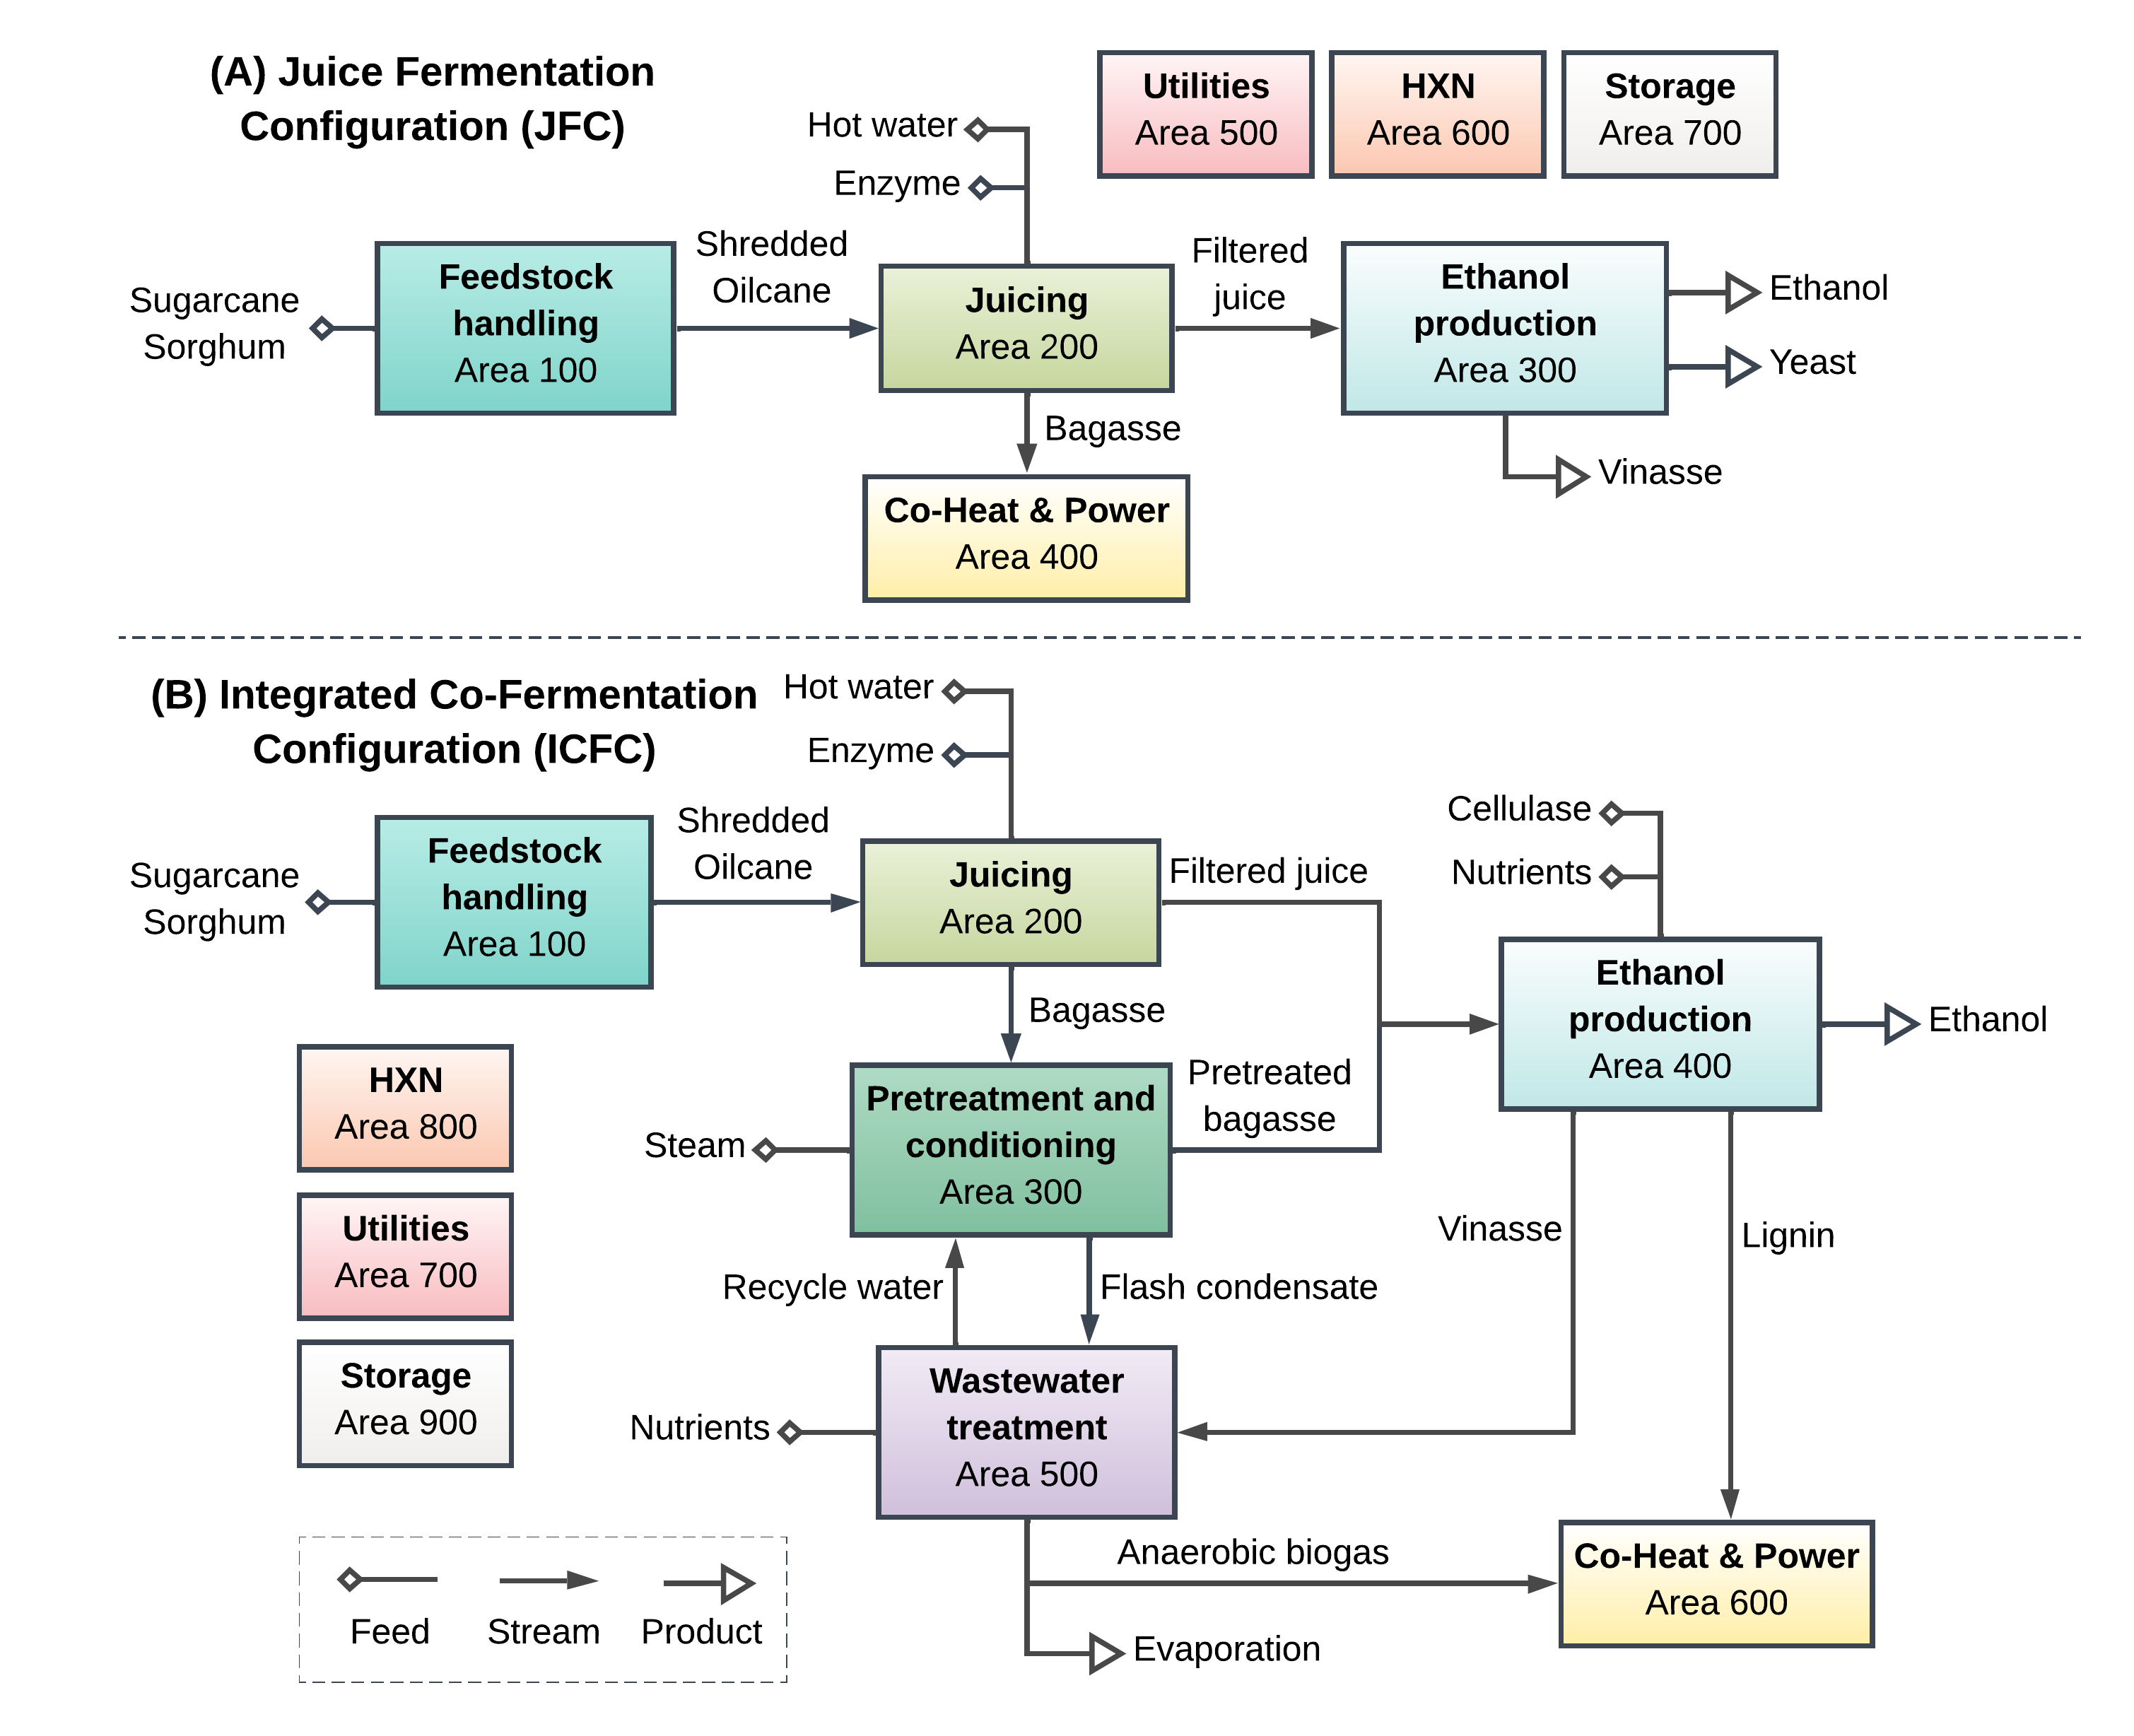 (A) Juice Fermentation
Configuration (JFC)
Utilities
Area 500
HXN
Area 600
Storage
Area 700
Hot water
Enzyme
Sugarcane
Sorghum
Feedstock
handling
Area 100
Shredded
Oilcane
Juicing
Area 200
Filtered
juice
Ethanol
production
Area 300
Ethanol
Yeast
Vinasse
Bagasse
Co-Heat & Power
Area 400
(B) Integrated Co-Fermentation
Configuration (ICFC)
Hot water
Enzyme
Sugarcane
Sorghum
Feedstock
handling
Area 100
Shredded
Oilcane
Juicing
Area 200
Filtered juice
Cellulase
Nutrients
Ethanol
production
Area 400
Ethanol
Bagasse
Pretreatment and
conditioning
Area 300
Pretreated
bagasse
Steam
HXN
Area 800
Utilities
Area 700
Storage
Area 900
Recycle water
Flash condensate
Vinasse
Lignin
Nutrients
Wastewater
treatment
Area 500
Anaerobic biogas
Evaporation
Co-Heat & Power
Area 600
Feed
Stream
Product